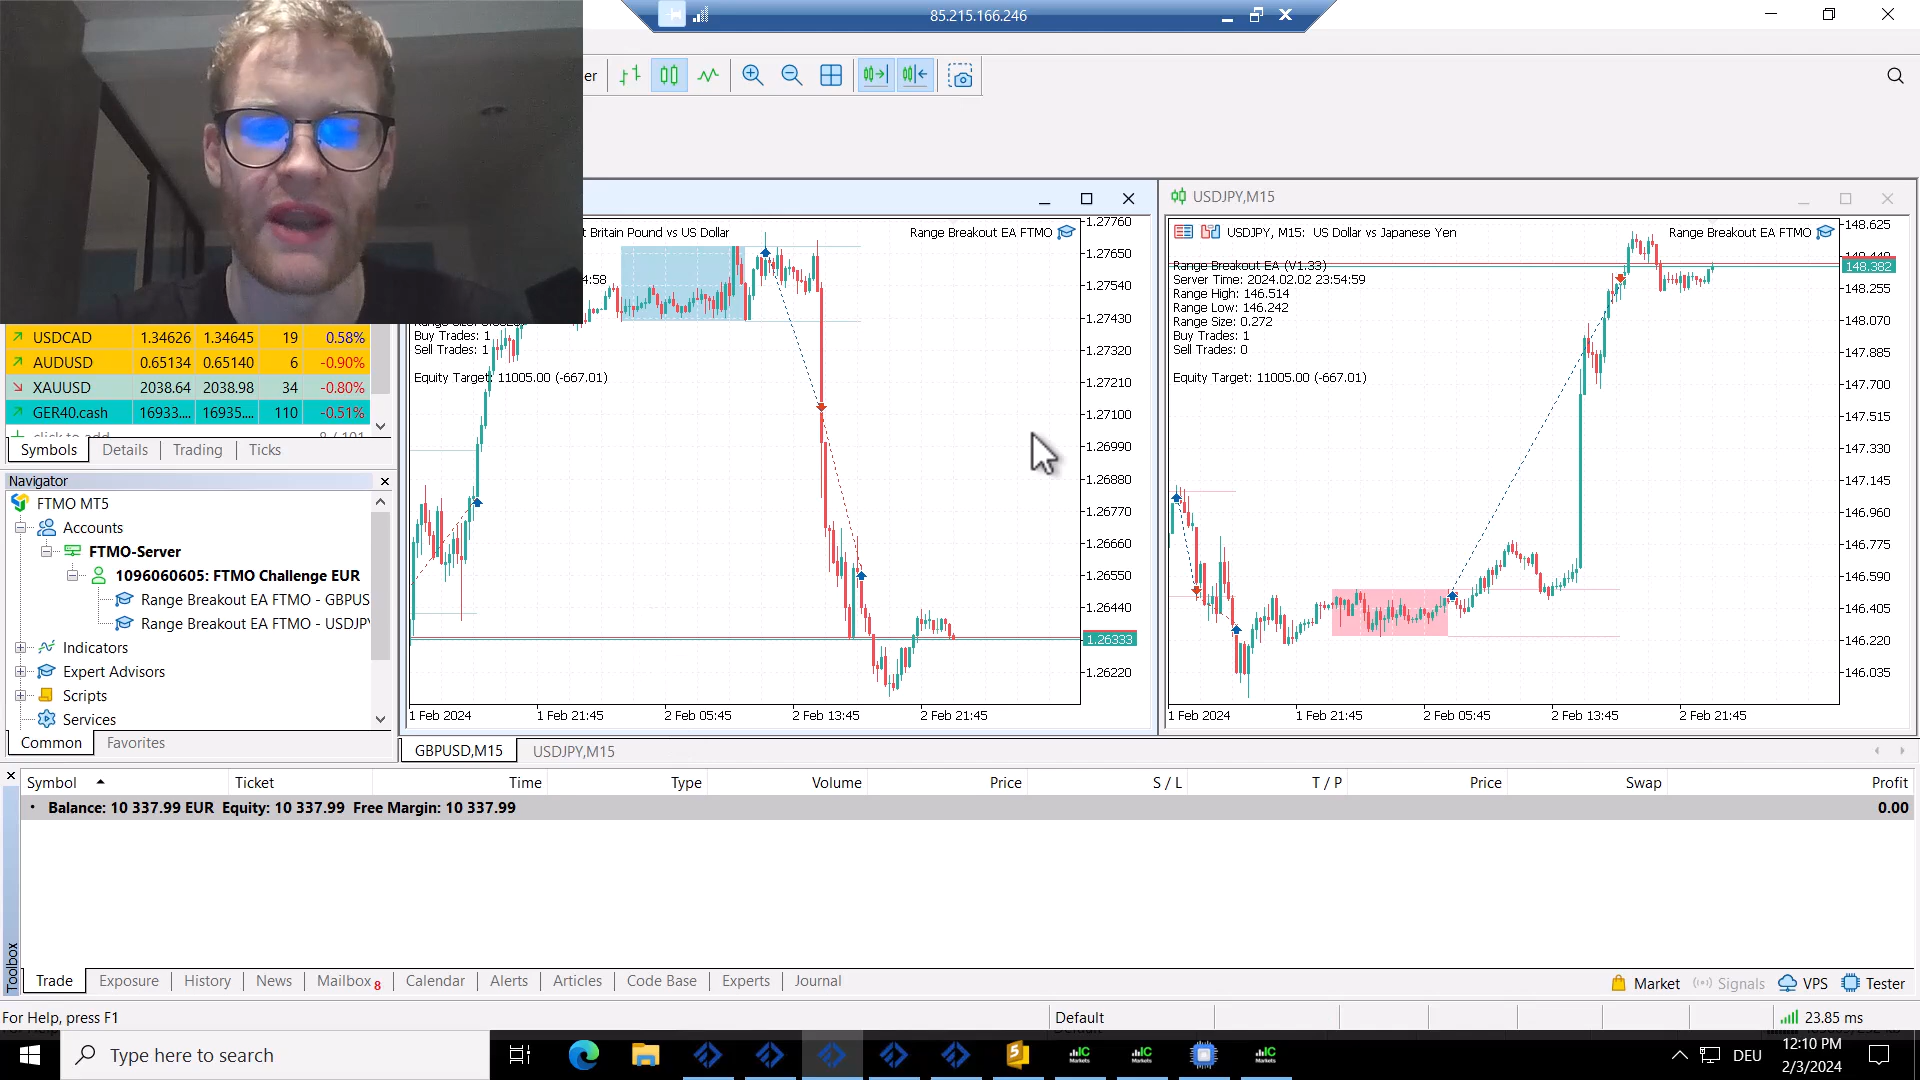 85.215.166.246
er
t Britain Pound vs US Dollar
Range Breakout EA FTMO
4:58
Buy Trades: 1
Sell Trades: 1
Equity Target: 11005.00 (-667.01)
1.27760
1.27650
1.27540
1.27430
1.27320
1.27210
1.27100
1.26990
1.26880
1.26770
1.26660
1.26550
1.26440
1.26333
1.26220
1 Feb 2024
1 Feb 21:45
2 Feb 05:45
2 Feb 13:45
2 Feb 21:45
USDJPY,M15
USDJPY, M15: US Dollar vs Japanese Yen
Range Breakout EA FTMO
Range Breakout EA (V1.33)
Server Time: 2024.02.02 23:54:59
Range High: 146.514
Range Low: 146.242
Range Size: 0.272
Buy Trades: 1
Sell Trades: 0
Equity Target: 11005.00 (-667.01)
148.625
148.382
148.255
148.070
147.885
147.700
147.515
147.330
147.145
146.960
146.775
146.590
146.405
146.220
146.035
1 Feb 2024
1 Feb 21:45
2 Feb 05:45
2 Feb 13:45
2 Feb 21:45
USDCAD 1.34626 1.34645 19 0.58%
AUDUSD 0.65134 0.65140 6 -0.90%
XAUUSD 2038.64 2038.98 34 -0.80%
GER40.cash 16933.... 16935.... 110 -0.51%
Symbols Details Trading Ticks
Navigator
FTMO MT5
Accounts
FTMO-Server
1096060605: FTMO Challenge EUR
Range Breakout EA FTMO - GBPUS
Range Breakout EA FTMO - USDJPY
Indicators
Expert Advisors
Scripts
Services
Common Favorites
GBPUSD,M15 USDJPY,M15
Symbol Ticket Time Type Volume Price S / L T / P Price Swap Profit
Balance: 10 337.99 EUR Equity: 10 337.99 Free Margin: 10 337.99 0.00
Toolbox
Trade Exposure History News Mailbox 8 Calendar Alerts Articles Code Base Experts Journal
Market Signals VPS Tester
For Help, press F1
Default
23.85 ms
Type here to search
IC Markets
IC Markets
IC Markets
DEU
12:10 PM
2/3/2024